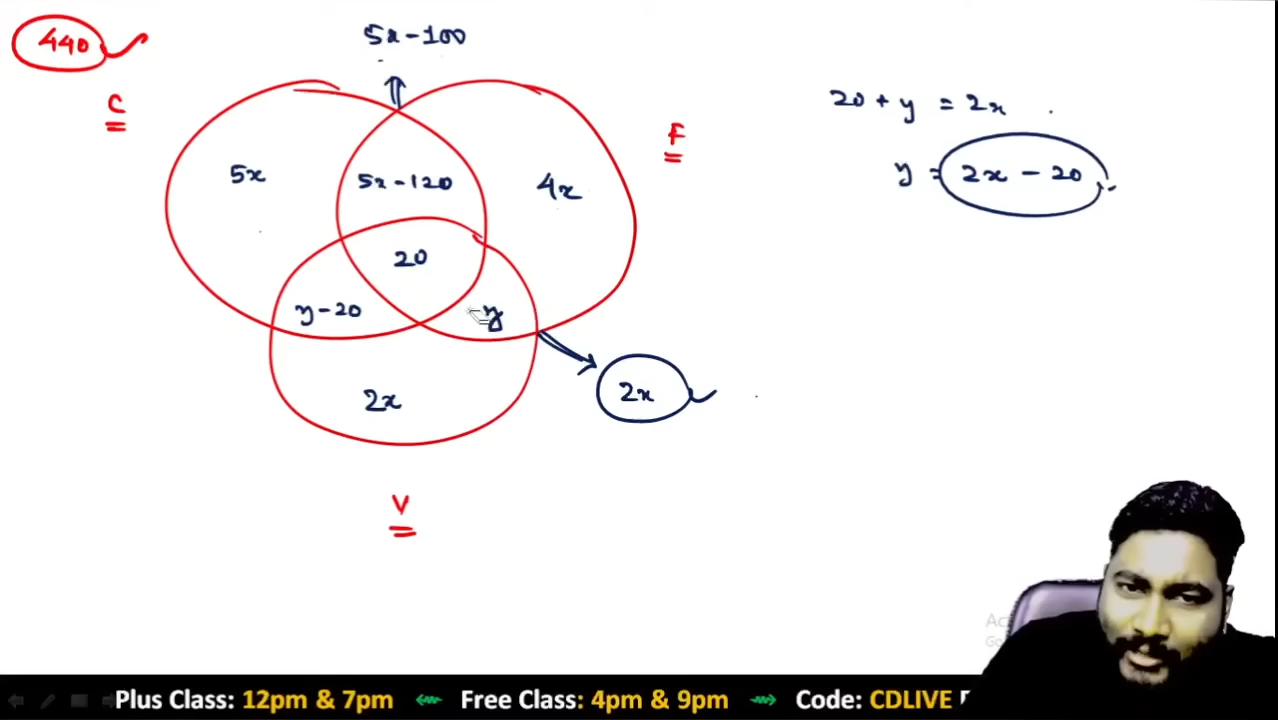 440
5x-100
C
20 + y = 2x
F
y = 2x - 20
5x
5x-120
4x
20
y-20
y
2x
2x
V
Plus Class: 12pm & 7pm Free Class: 4pm & 9pm Code: CDLIVE